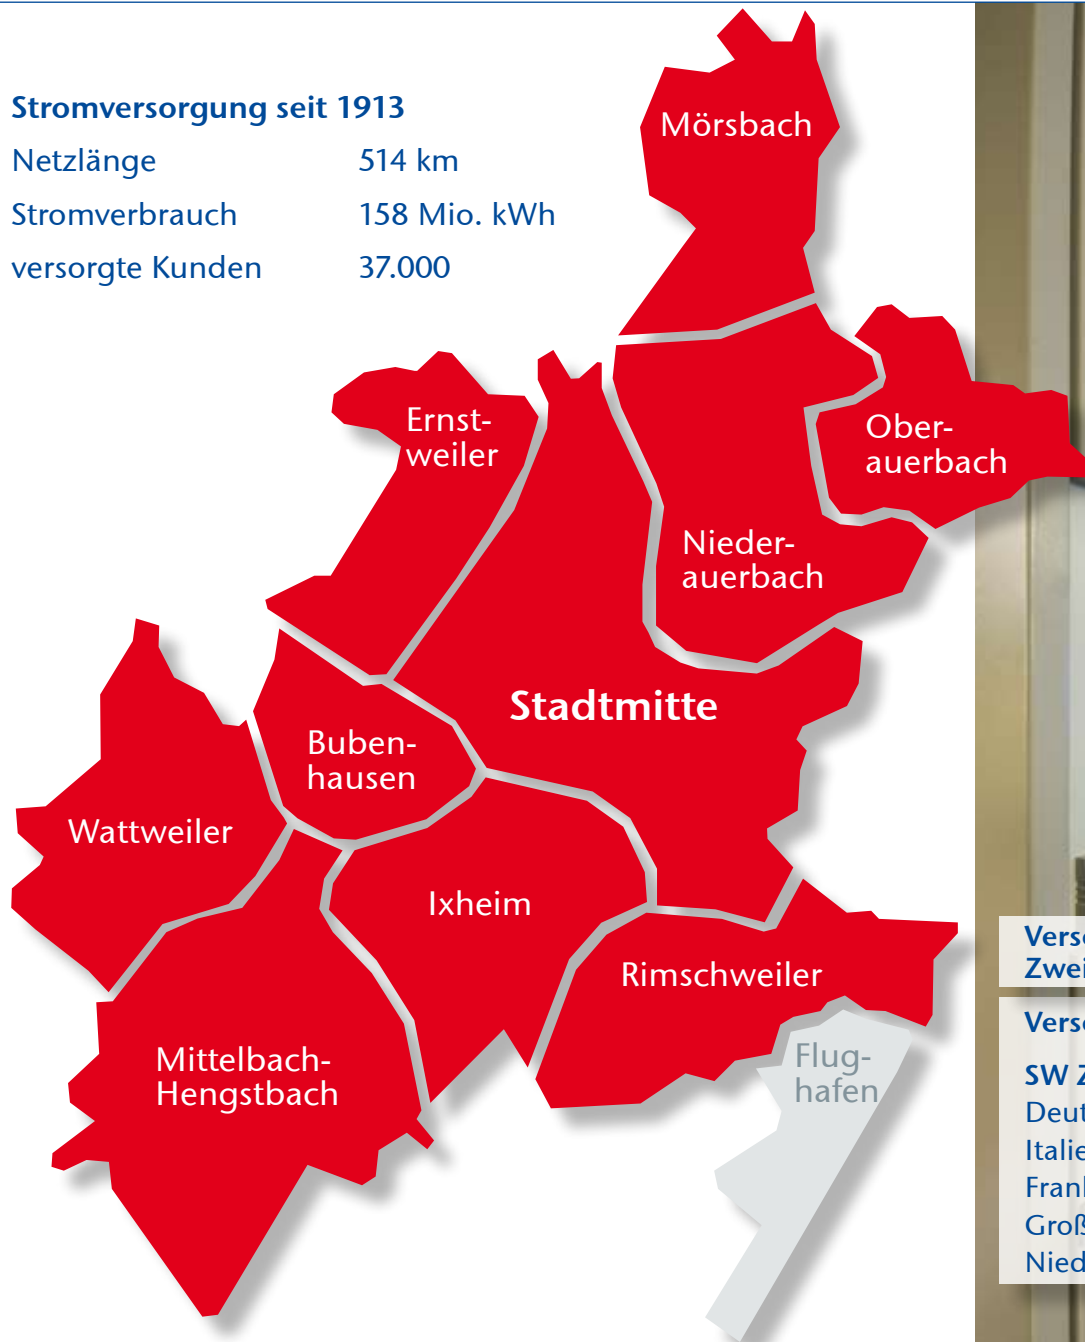 Stromversorgung seit 1913
Netzlänge 514 km
Stromverbrauch 158 Mio. kWh
versorgte Kunden 37.000
Mörsbach
Ernst-
weiler
Ober-
auerbach
Nieder-
auerbach
Stadtmitte
Buben-
hausen
Wattweiler
Ixheim
Rimschweiler
Mittelbach-
Hengstbach
Flug-
hafen
SW